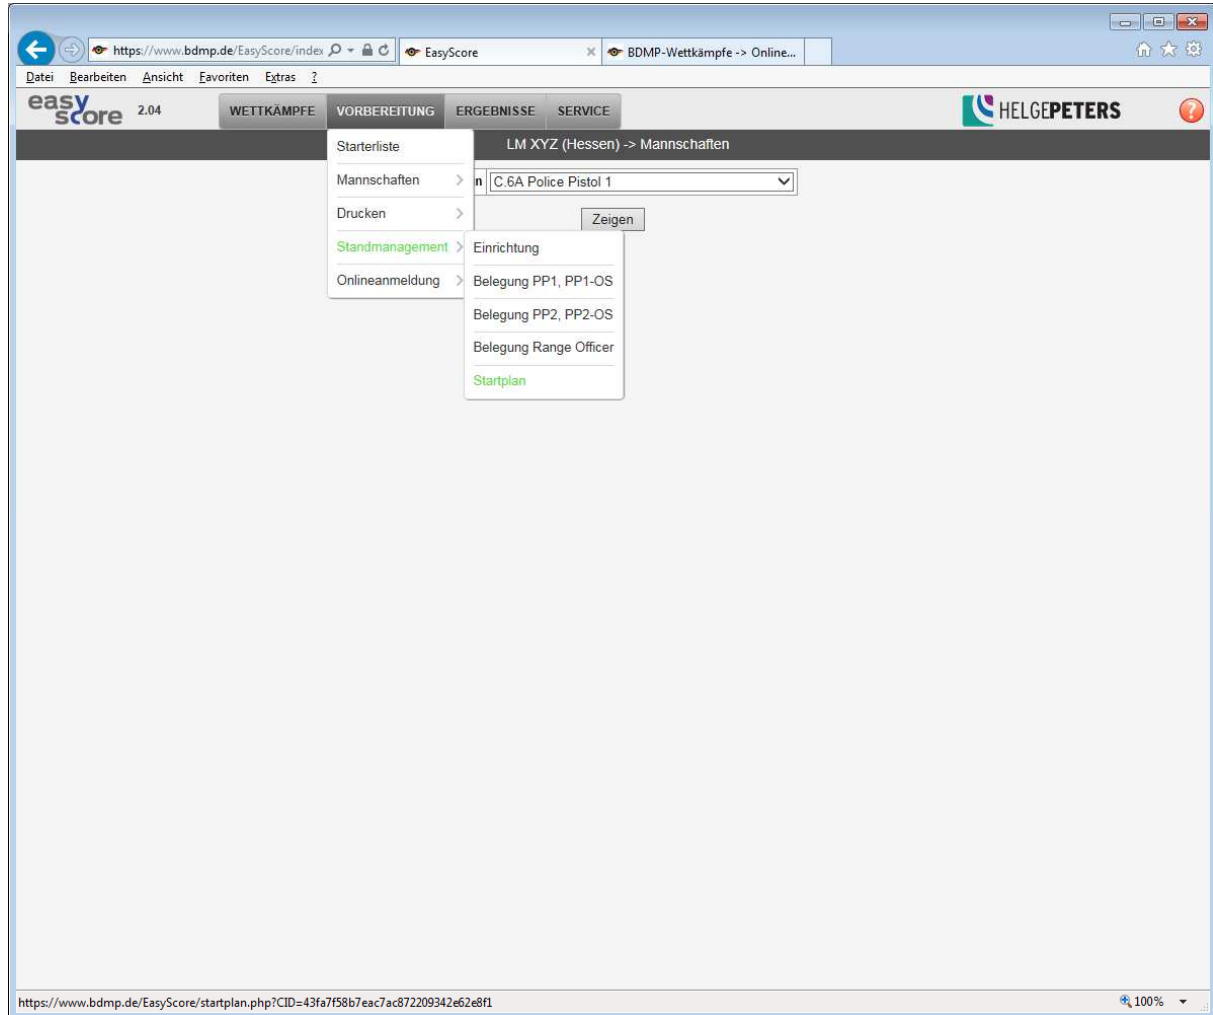 https://www.bdmp.de/EasyScore/index
EasyScore
BDMP-Wettkämpfe -> Online...
Datei Bearbeiten Ansicht Favoriten Extras ?
easy score 2.04 WETTKÄMPFE VORBEREITUNG ERGEBNISSE SERVICE HELGEPETERS ?
LM XYZ (Hessen) -> Mannschaften
Starterliste
Mannschaften
n C.6A Police Pistol 1
Drucken
Zeigen
Standmanagement
Einrichtung
Onlineanmeldung
Belegung PP1, PP1-OS
Belegung PP2, PP2-OS
Belegung Range Officer
Startplan
https://www.bdmp.de/EasyScore/startplan.php?CID=43fa7f58b7eac7ac872209342e62e8f1
100%